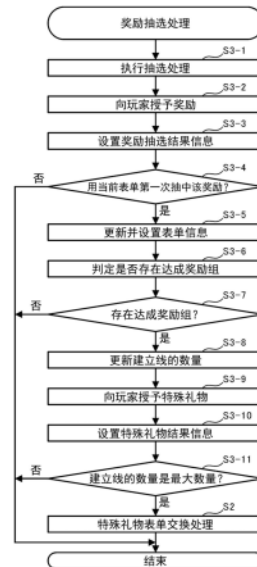 奖励抽选处理
S3-1
执行抽选处理
S3-2
向玩家授予奖励
S3-3
设置奖励抽选结果信息
S3-4
否
用当前表单第一次抽中该奖励?
是
S3-5
更新并设置表单信息
S3-6
判定是否存在达成奖励组
S3-7
否
存在达成奖励组?
是
S3-8
更新建立线的数量
S3-9
向玩家授予特殊礼物
S3-10
设置特殊礼物结果信息
S3-11
否
建立线的数量是最大数量?
是
S2
特殊礼物表单交换处理
结束